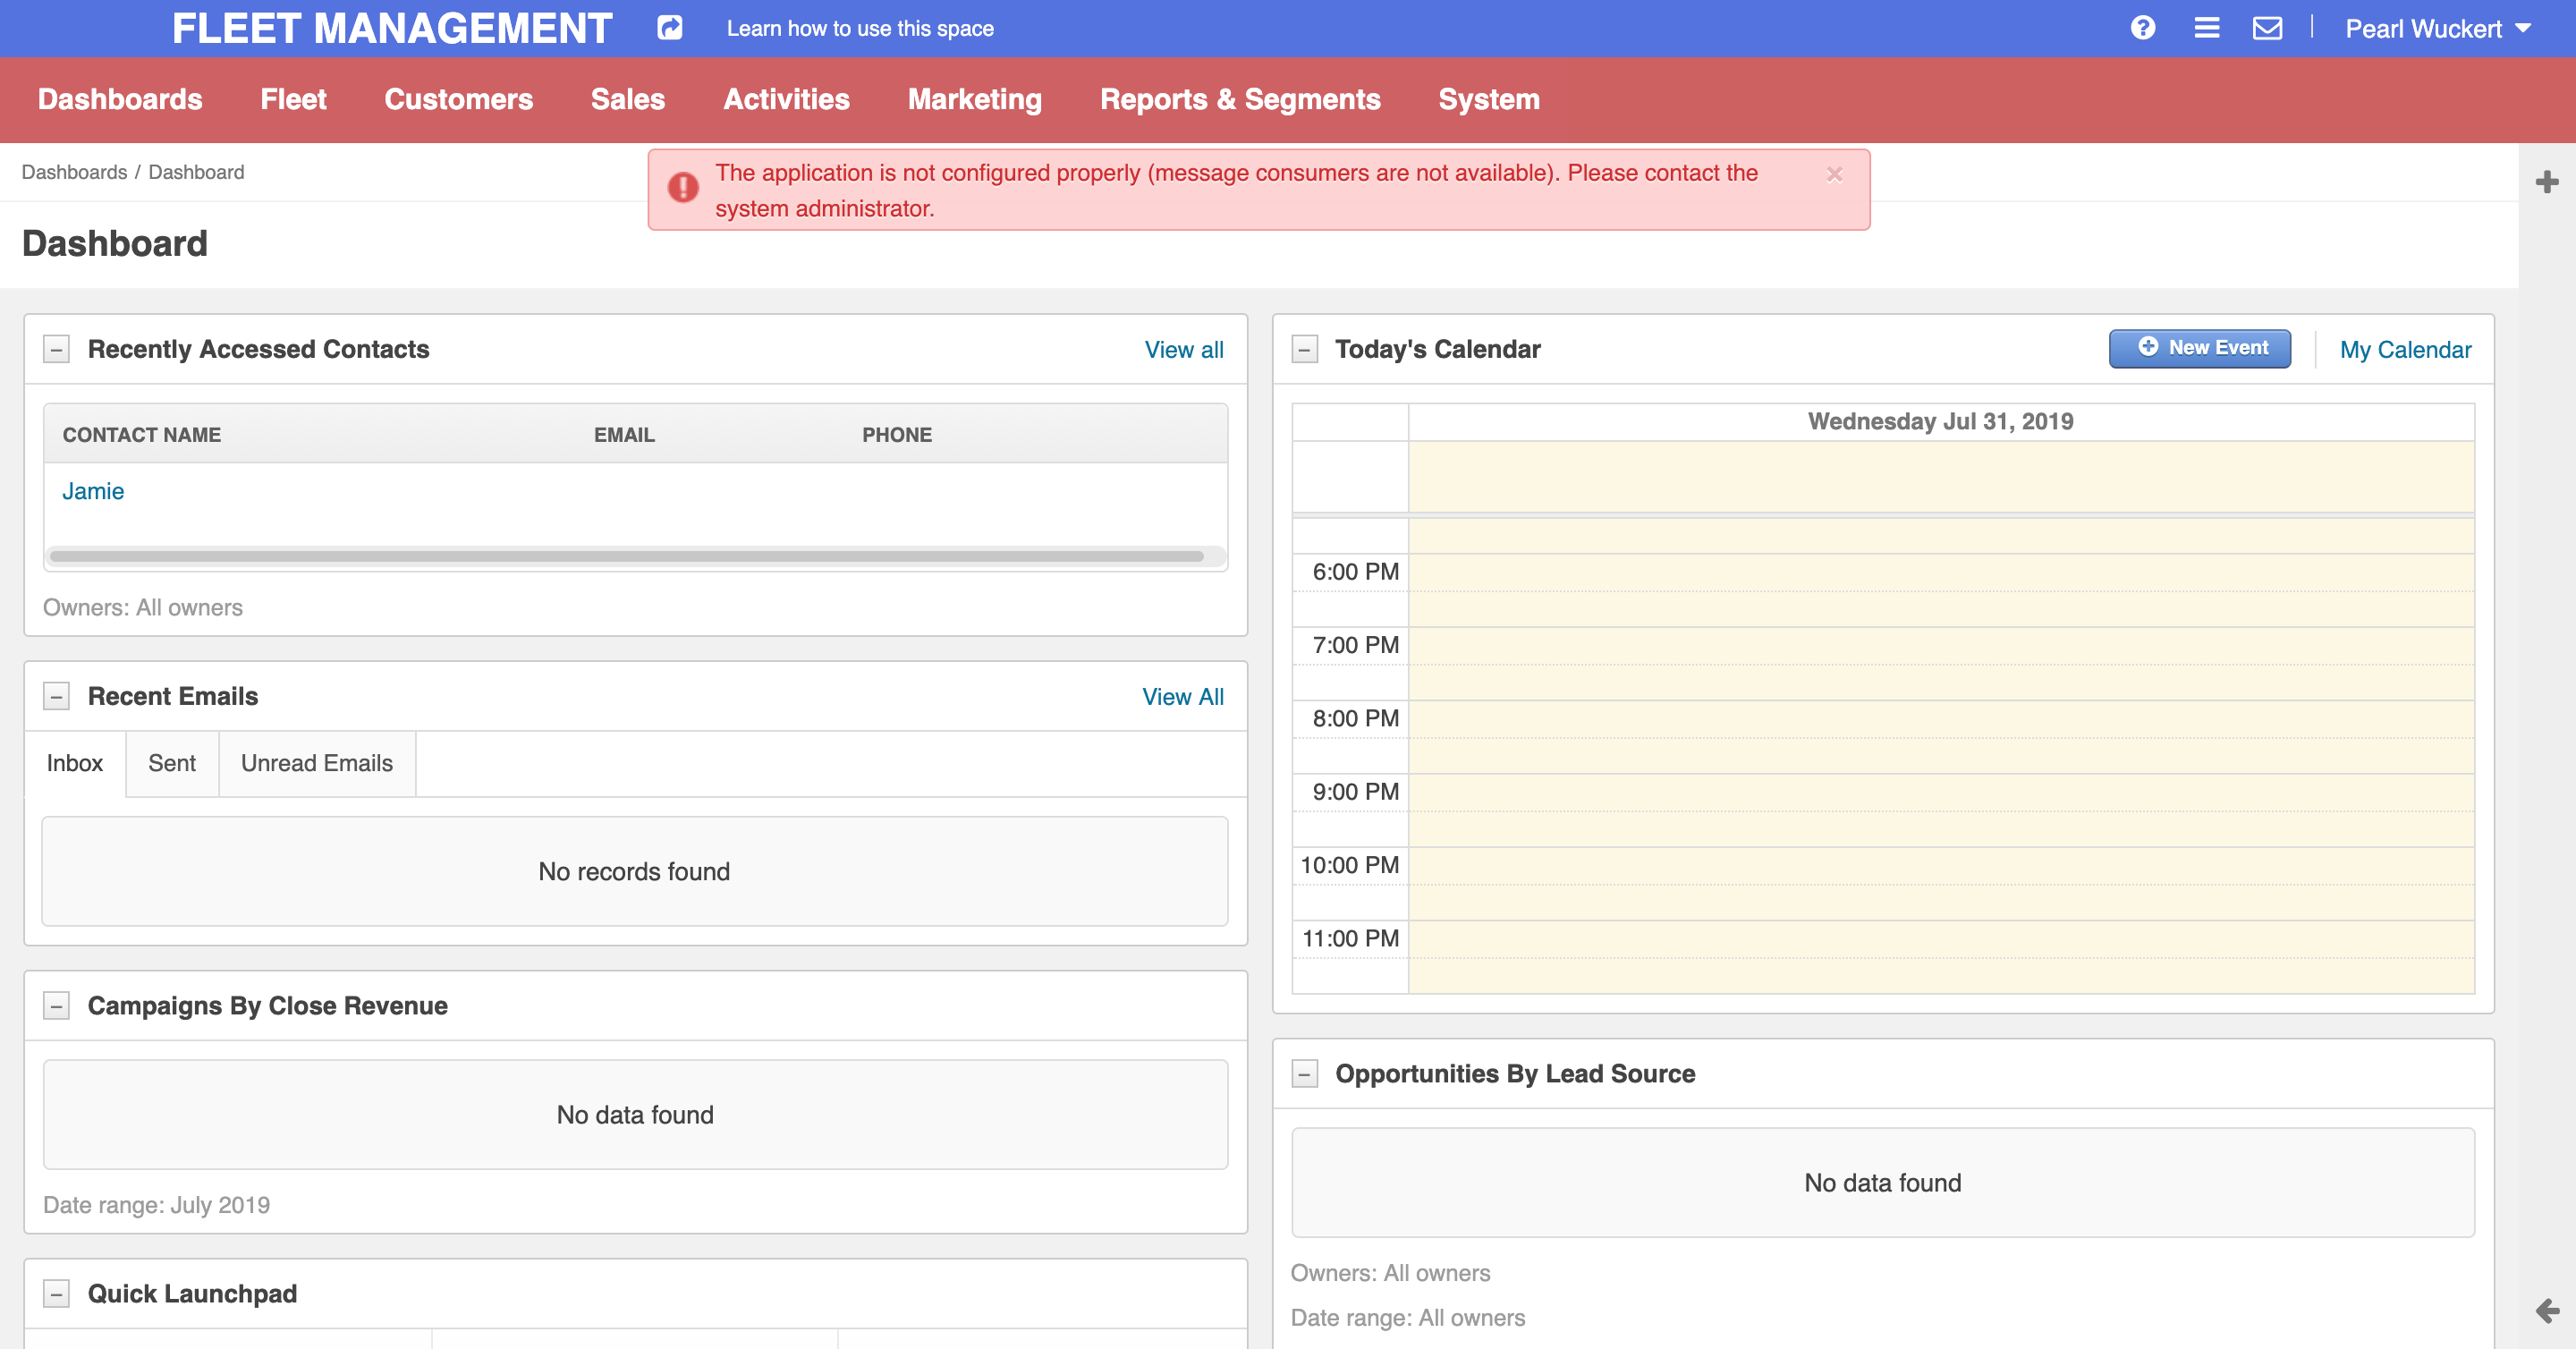 FLEET MANAGEMENT
Learn how to use this space
Pearl Wuckert
Dashboards
Fleet
Customers
Sales
Activities
Marketing
Reports & Segments
System
Dashboards / Dashboard
The application is not configured properly (message consumers are not available). Please contact the
system administrator.
Dashboard
Recently Accessed Contacts
View all
CONTACT NAME
EMAIL
PHONE
Jamie
Owners: All owners
Recent Emails
View All
Inbox
Sent
Unread Emails
No records found
Campaigns By Close Revenue
No data found
Date range: July 2019
Quick Launchpad
Today's Calendar
New Event
My Calendar
Wednesday Jul 31, 2019
6:00 PM
7:00 PM
8:00 PM
9:00 PM
10:00 PM
11:00 PM
Opportunities By Lead Source
No data found
Owners: All owners
Date range: All owners